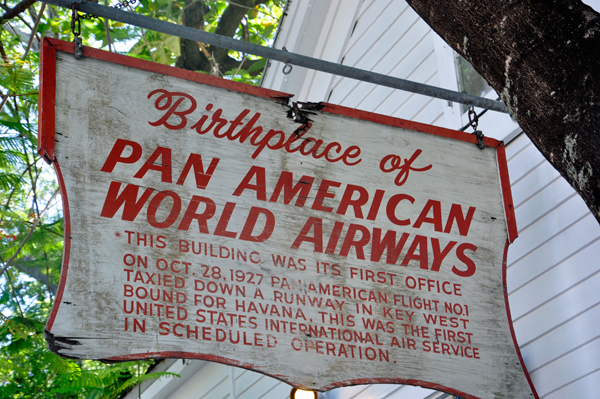 Birthplace of
PAN AMERICAN
WORLD AIRWAYS
THIS BUILDING WAS ITS FIRST OFFICE
ON OCT. 28, 1927 PAN AMERICAN FLIGHT NO.1
TAXIED DOWN A RUNWAY IN KEY WEST
BOUND FOR HAVANA. THIS WAS THE FIRST
UNITED STATES INTERNATIONAL AIR SERVICE
IN SCHEDULED OPERATION.